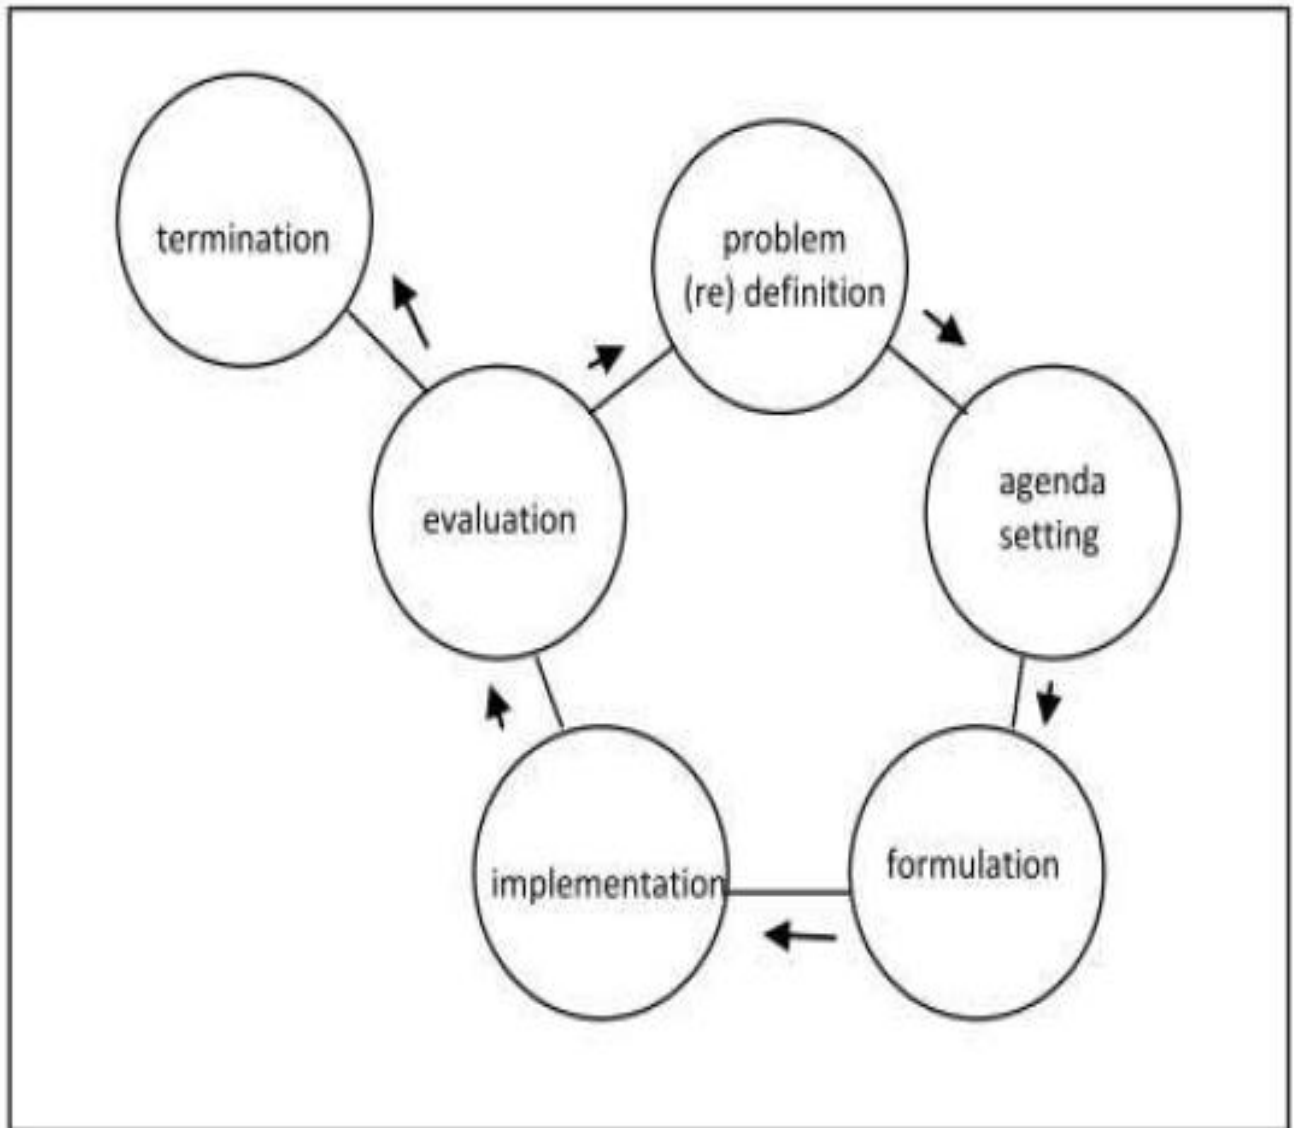 termination
problem
(re) definition
agenda
setting
evaluation
formulation
implementation